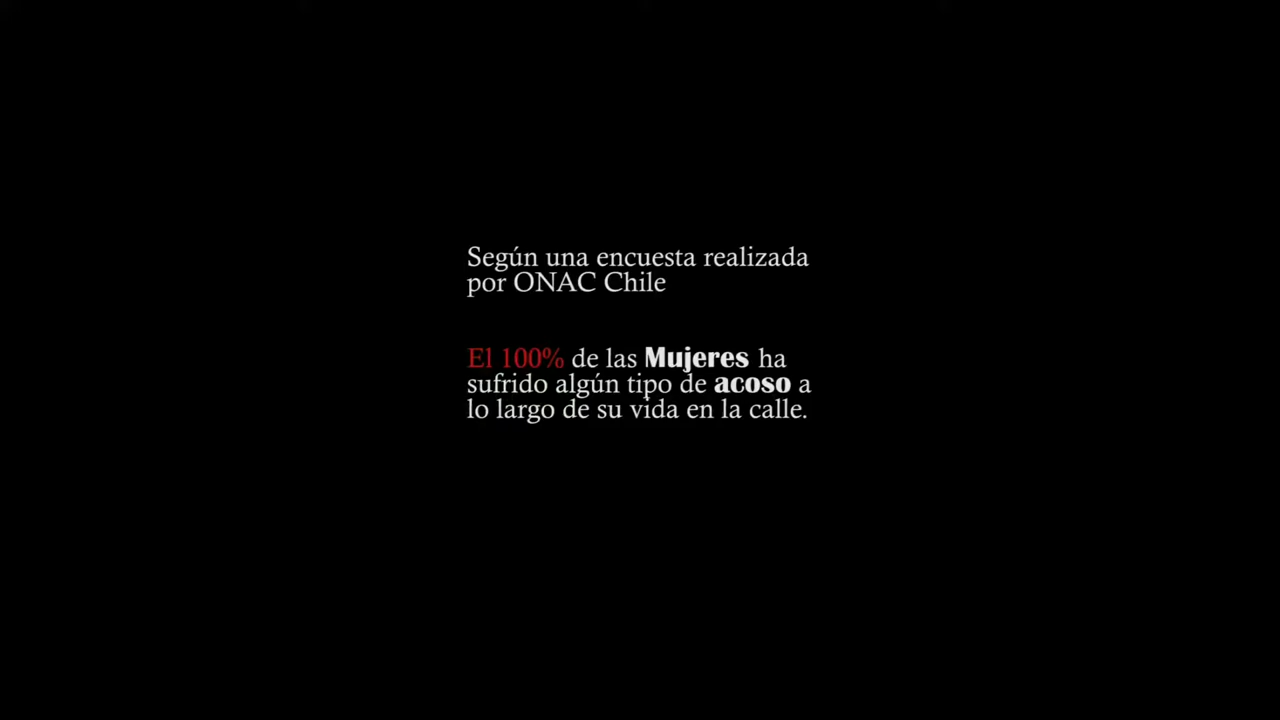 Según una encuesta realizada
por ONAC Chile
El 100% de las Mujeres ha
sufrido algún tipo de acoso a
lo largo de su vida en la calle.